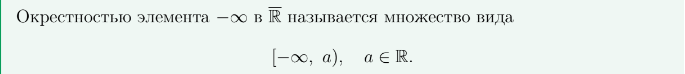 Окрестностью элемента −∞ в ℝ̅ называется множество вида
[−∞, a), a ∈ ℝ.